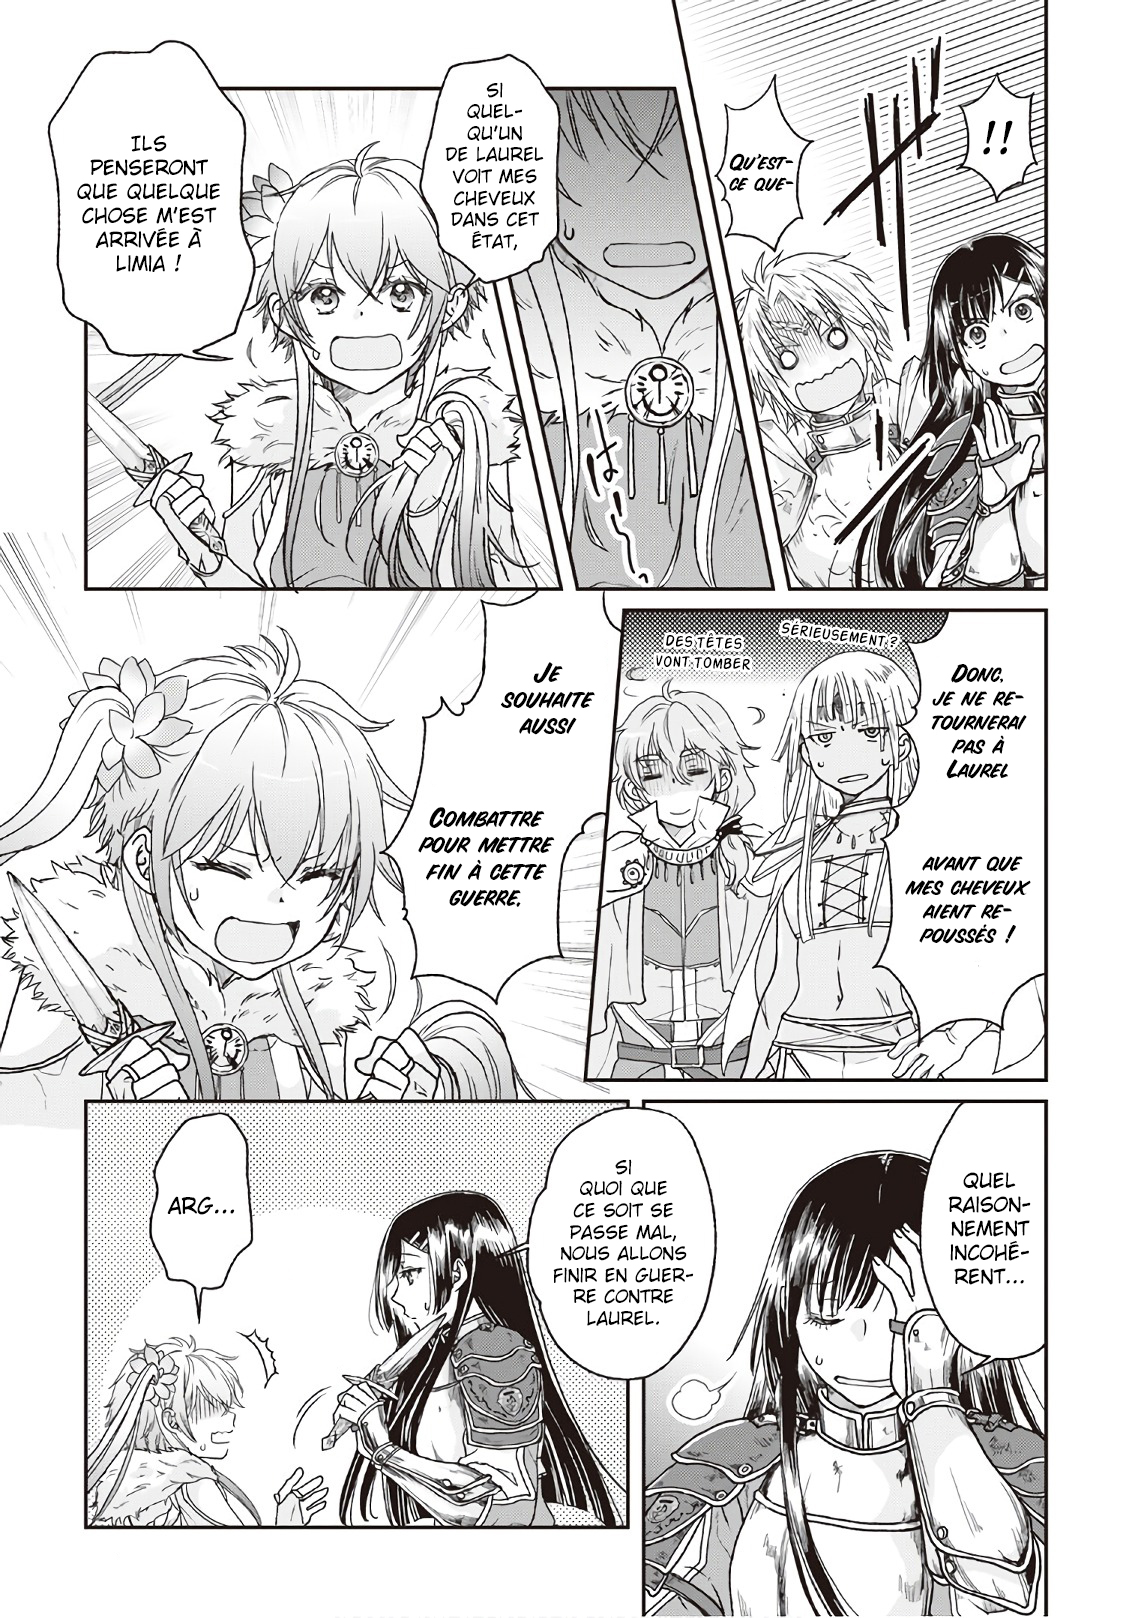 !!
QU'EST-
CE QUE-
SI
QUEL-
QU'UN
DE LAUREL
VOIT MES
CHEVEUX
DANS CET
ÉTAT,
は〜っ
ILS
PENSERONT
QUE QUELQUE
CHOSE M'EST
ARRIVÉE À
LIMIA !
DONC,
JE NE RE-
TOURNERAI
PAS À
LAUREL
SÉRIEUSEMENT ?
DES TÊTES
VONT TOMBER
AVANT QUE
MES CHEVEUX
AIENT RE-
POUSSÉS !
JE
SOUHAITE
AUSSI
COMBATTRE
POUR METTRE
FIN À CETTE
GUERRE.
QUEL
RAISON-
NEMENT
INCOHÉ-
RENT...
SI
QUOI QUE
CE SOIT SE
PASSE MAL,
NOUS ALLONS
FINIR EN GUER-
RE CONTRE
LAUREL.
ARG...